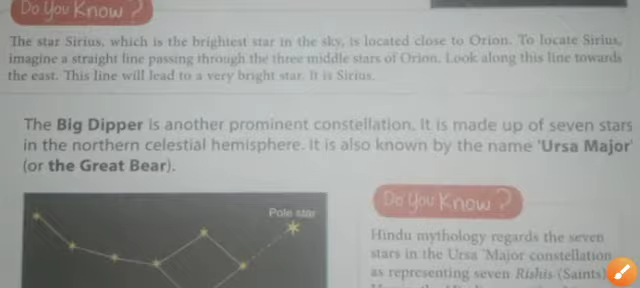 Do You Know ?
The star Sirius, which is the brightest star in the sky, is located close to Orion. To locate Sirius,
imagine a straight line passing through the three middle stars of Orion. Look along this line towards
the east. This line will lead to a very bright star. It is Sirius.
The Big Dipper is another prominent constellation. It is made up of seven stars
in the northern celestial hemisphere. It is also known by the name 'Ursa Major'
(or the Great Bear).
Pole star
Do You Know ?
Hindu mythology regards the seven
stars in the Ursa Major constellation
as representing seven Rishis (Saints)